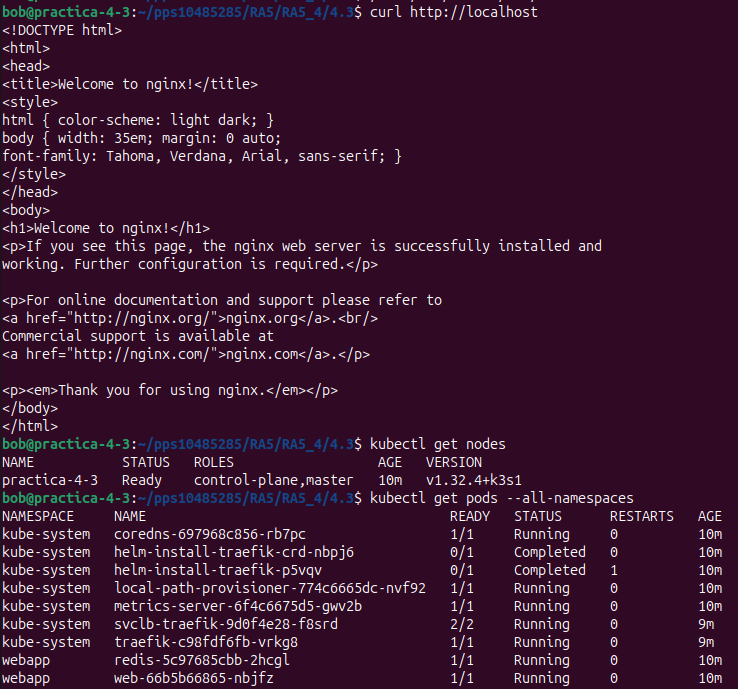 bob@practica-4-3:~/pps10485285/RA5/RA5_4/4.3$ curl http://localhost
<!DOCTYPE html>
<html>
<head>
<title>Welcome to nginx!</title>
<style>
html { color-scheme: light dark; }
body { width: 35em; margin: 0 auto;
font-family: Tahoma, Verdana, Arial, sans-serif; }
</style>
</head>
<body>
<h1>Welcome to nginx!</h1>
<p>If you see this page, the nginx web server is successfully installed and
working. Further configuration is required.</p>

<p>For online documentation and support please refer to
<a href="http://nginx.org/">nginx.org</a>.<br/>
Commercial support is available at
<a href="http://nginx.com/">nginx.com</a>.</p>

<p><em>Thank you for using nginx.</em></p>
</body>
</html>
bob@practica-4-3:~/pps10485285/RA5/RA5_4/4.3$ kubectl get nodes
NAME STATUS ROLES AGE VERSION
practica-4-3 Ready control-plane,master 10m v1.32.4+k3s1
bob@practica-4-3:~/pps10485285/RA5/RA5_4/4.3$ kubectl get pods --all-namespaces
NAMESPACE NAME READY STATUS RESTARTS AGE
kube-system coredns-697968c856-rb7pc 1/1 Running 0 10m
kube-system helm-install-traefik-crd-nbpj6 0/1 Completed 0 10m
kube-system helm-install-traefik-p5vqv 0/1 Completed 1 10m
kube-system local-path-provisioner-774c6665dc-nvf92 1/1 Running 0 10m
kube-system metrics-server-6f4c6675d5-gwv2b 1/1 Running 0 10m
kube-system svclb-traefik-9d0f4e28-f8srd 2/2 Running 0 9m
kube-system traefik-c98fdf6fb-vrkg8 1/1 Running 0 9m
webapp redis-5c97685cbb-2hcgl 1/1 Running 0 10m
webapp web-66b5b66865-nbjfz 1/1 Running 0 10m